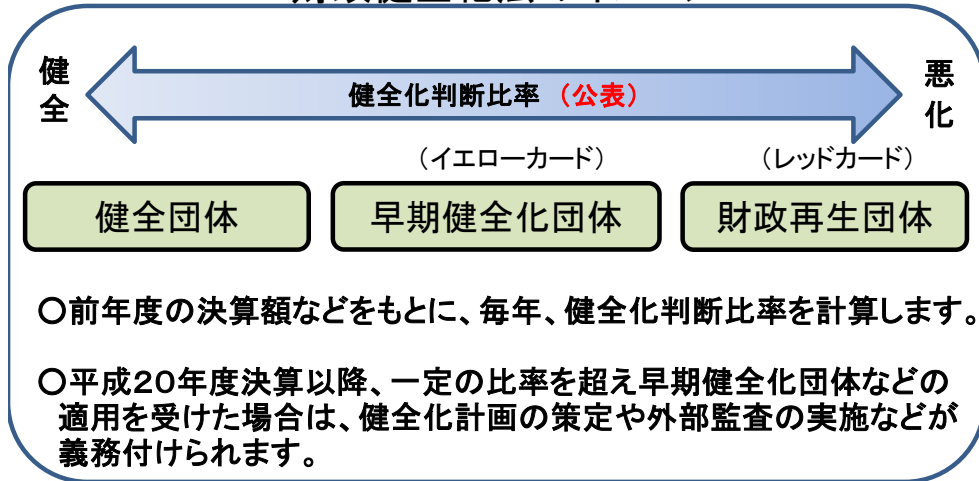 健全
悪化
健全化判断比率 （公表）
（イエローカード）
（レッドカード）
健全団体
早期健全化団体
財政再生団体
○前年度の決算額などをもとに、毎年、健全化判断比率を計算します。
○平成２０年度決算以降、一定の比率を超え早期健全化団体などの
適用を受けた場合は、健全化計画の策定や外部監査の実施などが
義務付けられます。